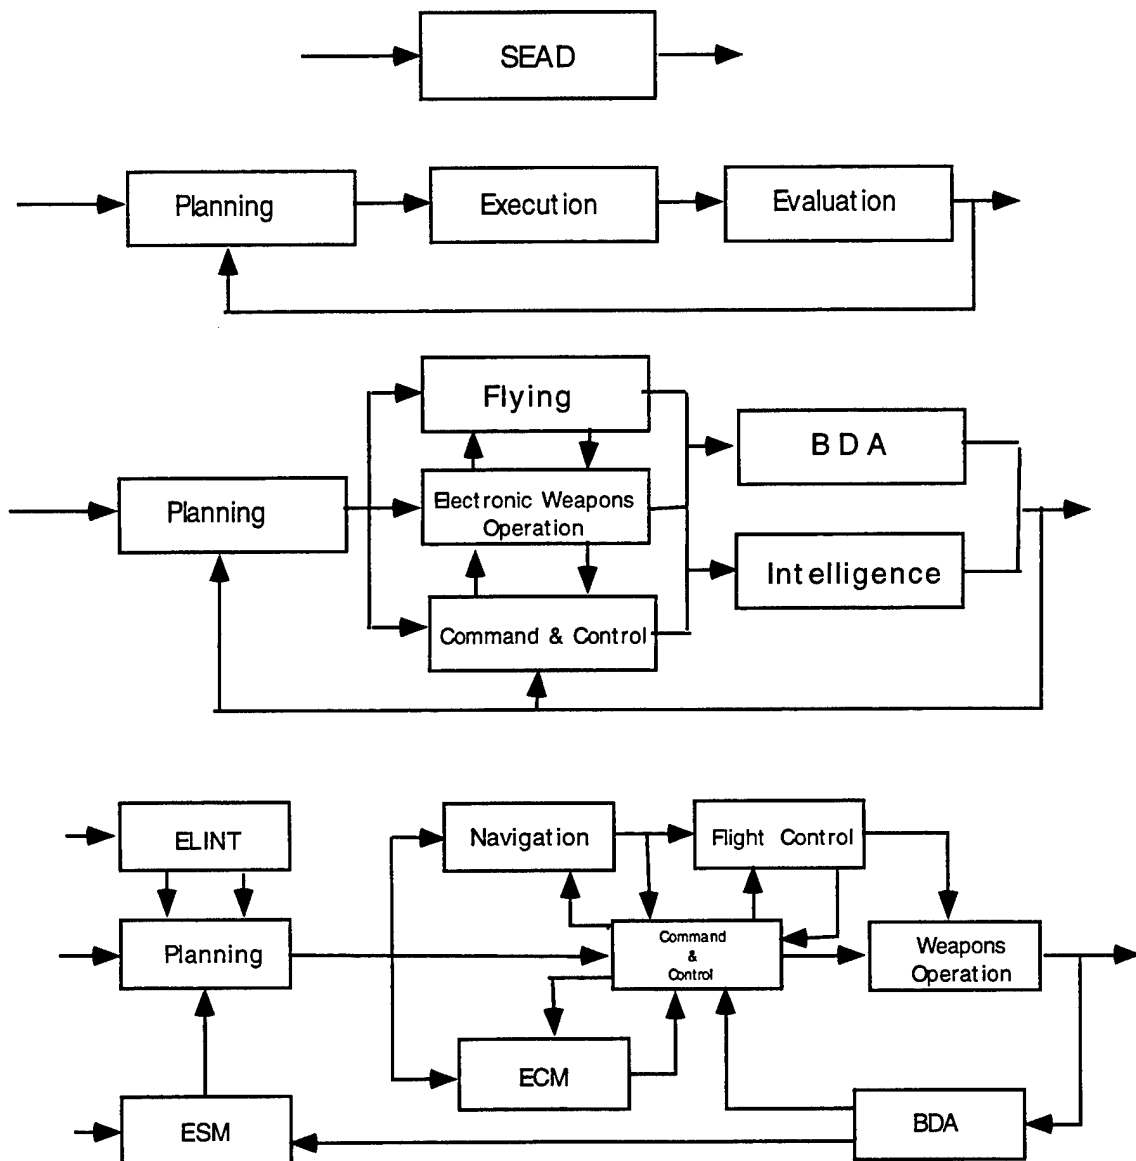 SEAD
Planning
Execution
Evaluation
Flying
BDA
Planning
Electronic Weapons
Operation
Intelligence
Command & Control
ELINT
Navigation
Flight Control
Planning
Command
&
Control
Weapons
Operation
ECM
ESM
BDA